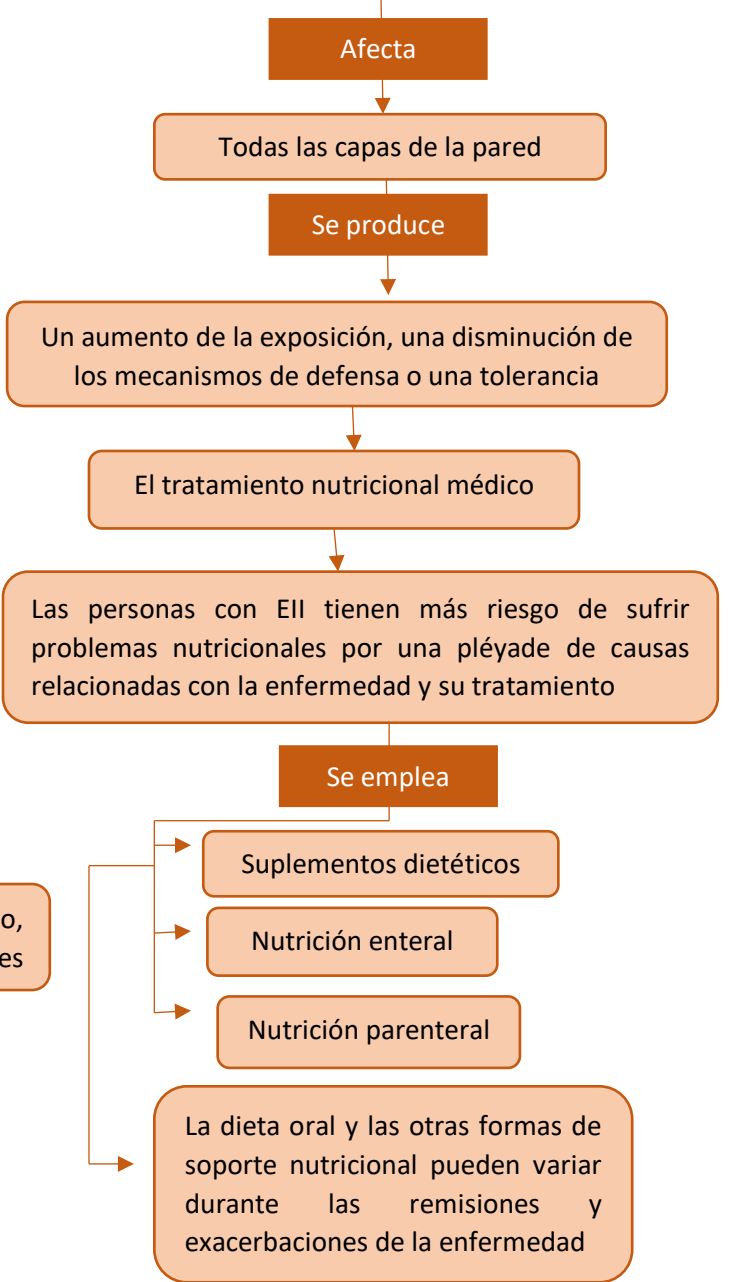 Afecta
Todas las capas de la pared
Se produce
Un aumento de la exposición, una disminución de
los mecanismos de defensa o una tolerancia
El tratamiento nutricional médico
Las personas con EII tienen más riesgo de sufrir
problemas nutricionales por una pléyade de causas
relacionadas con la enfermedad y su tratamiento
Se emplea
Suplementos dietéticos
o,
es
Nutrición enteral
Nutrición parenteral
La dieta oral y las otras formas de
soporte nutricional pueden variar
durante las remisiones y
exacerbaciones de la enfermedad